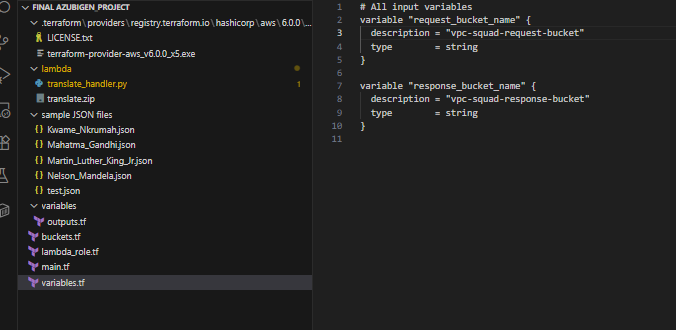 FINAL AZUBIGEN_PROJECT
.terraform\providers\registry.terraform.io\hashicorp\aws\6.0.0\...
LICENSE.txt
terraform-provider-aws_v6.0.0_x5.exe
lambda
translate_handler.py 1
translate.zip
sample JSON files
Kwame_Nkrumah.json
Mahatma_Gandhi.json
Martin_Luther_King_Jr.json
Nelson_Mandela.json
test.json
variables
outputs.tf
buckets.tf
lambda_role.tf
main.tf
variables.tf
1 # All input variables
2 variable "request_bucket_name" {
3 description = "vpc-squad-request-bucket"
4 type = string
5 }
6
7 variable "response_bucket_name" {
8 description = "vpc-squad-response-bucket"
9 type = string
10 }
11